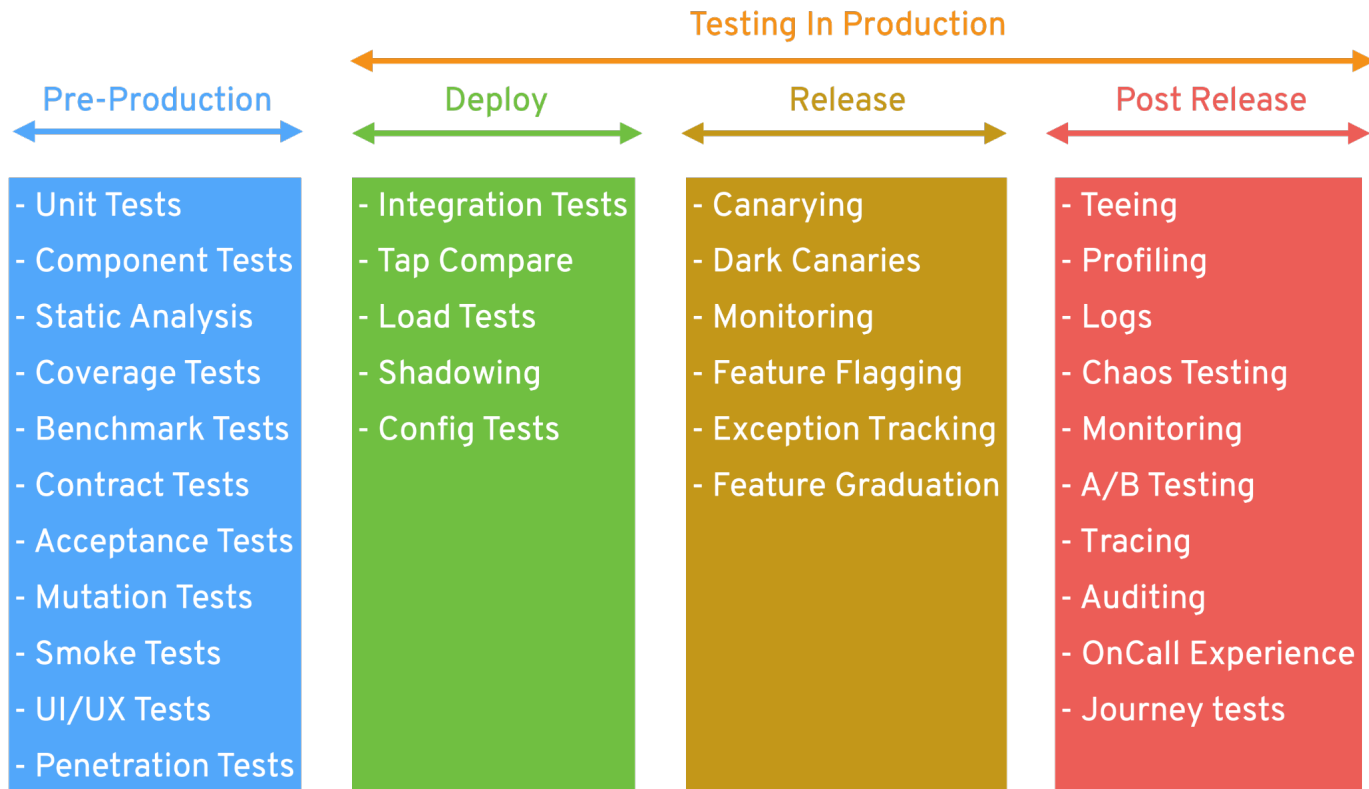 Testing In Production
Pre-Production
Deploy
Release
Post Release
- Unit Tests
- Component Tests
- Static Analysis
- Coverage Tests
- Benchmark Tests
- Contract Tests
- Acceptance Tests
- Mutation Tests
- Smoke Tests
- UI/UX Tests
- Penetration Tests
- Integration Tests
- Tap Compare
- Load Tests
- Shadowing
- Config Tests
- Canarying
- Dark Canaries
- Monitoring
- Feature Flagging
- Exception Tracking
- Feature Graduation
- Teeing
- Profiling
- Logs
- Chaos Testing
- Monitoring
- A/B Testing
- Tracing
- Auditing
- OnCall Experience
- Journey tests